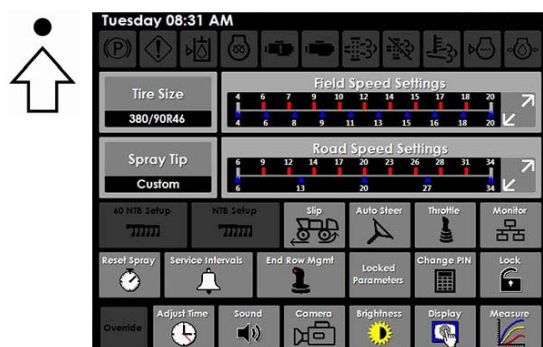 Tuesday 08:31 AM
(P)
Tire Size
380/90R46
Field Speed Settings
4 6 7 9 10 12 14 15 17 18 20
4 6 8 9 11 13 15 16 18 20
Spray Tip
Custom
Road Speed Settings
6 9 12 14 17 20 23 26 28 31 34
6 13 20 27 34
60 NTB Setup NTB Setup Slip Auto Steer Throttle Monitor
Reset Spray Service Intervals End Row Mgmt Locked Parameters Change PIN Lock
Override Adjust Time Sound Camera Brightness Display Measure